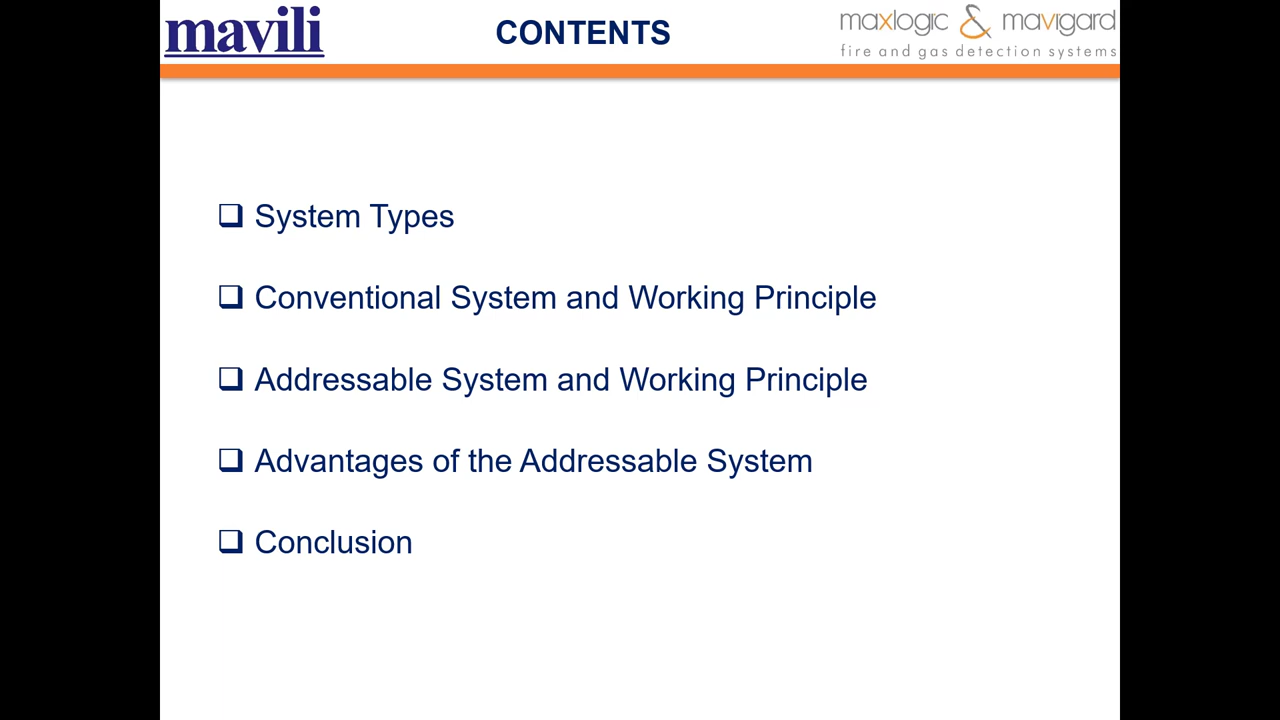 mavili
CONTENTS
maxlogic & mavigard
fire and gas detection systems
System Types
Conventional System and Working Principle
Addressable System and Working Principle
Advantages of the Addressable System
Conclusion